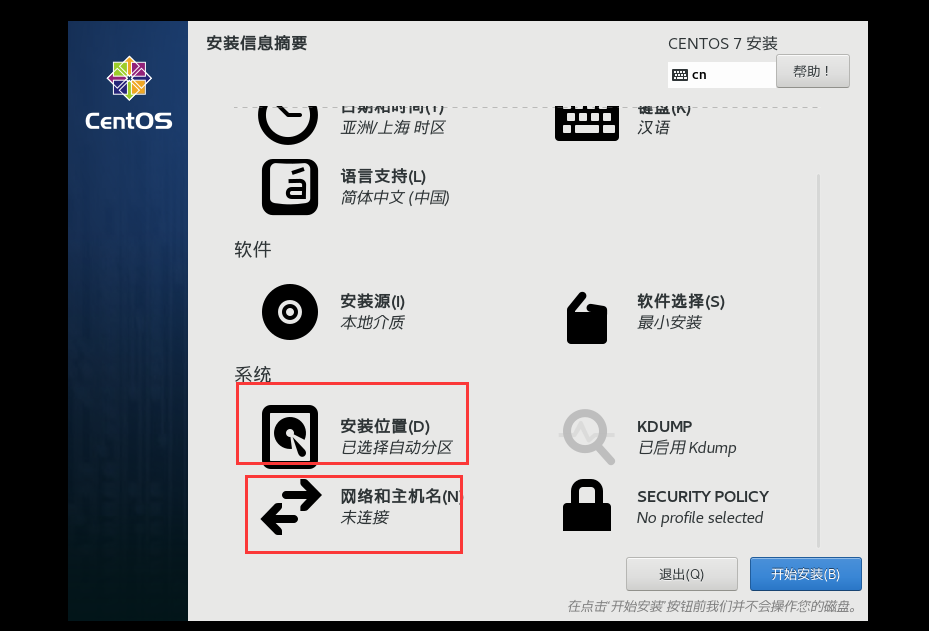 安装信息摘要
CENTOS 7 安装
cn
帮助！
CentOS
日期和时间(T)
亚洲/上海 时区
键盘(K)
汉语
语言支持(L)
简体中文 (中国)
软件
安装源(I)
本地介质
软件选择(S)
最小安装
系统
安装位置(D)
已选择自动分区
KDUMP
已启用 Kdump
网络和主机名(N)
未连接
SECURITY POLICY
No profile selected
退出(Q)
开始安装(B)
在点击"开始安装"按钮前我们并不会操作您的磁盘。